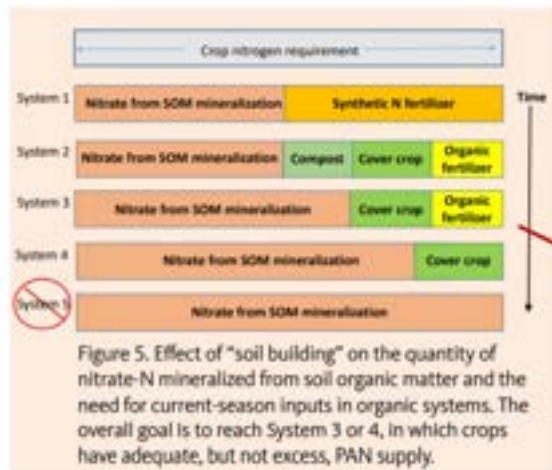 Crop nitrogen requirement
System 1 Nitrate from SOM mineralization Synthetic N fertilizer Time
System 2 Nitrate from SOM mineralization Compost Cover crop Organic fertilizer
System 3 Nitrate from SOM mineralization Cover crop Organic fertilizer
System 4 Nitrate from SOM mineralization Cover crop
System 5 Nitrate from SOM mineralization
Figure 5. Effect of "soil building" on the quantity of
nitrate-N mineralized from soil organic matter and the
need for current-season inputs in organic systems. The
overall goal is to reach System 3 or 4, in which crops
have adequate, but not excess, PAN supply.